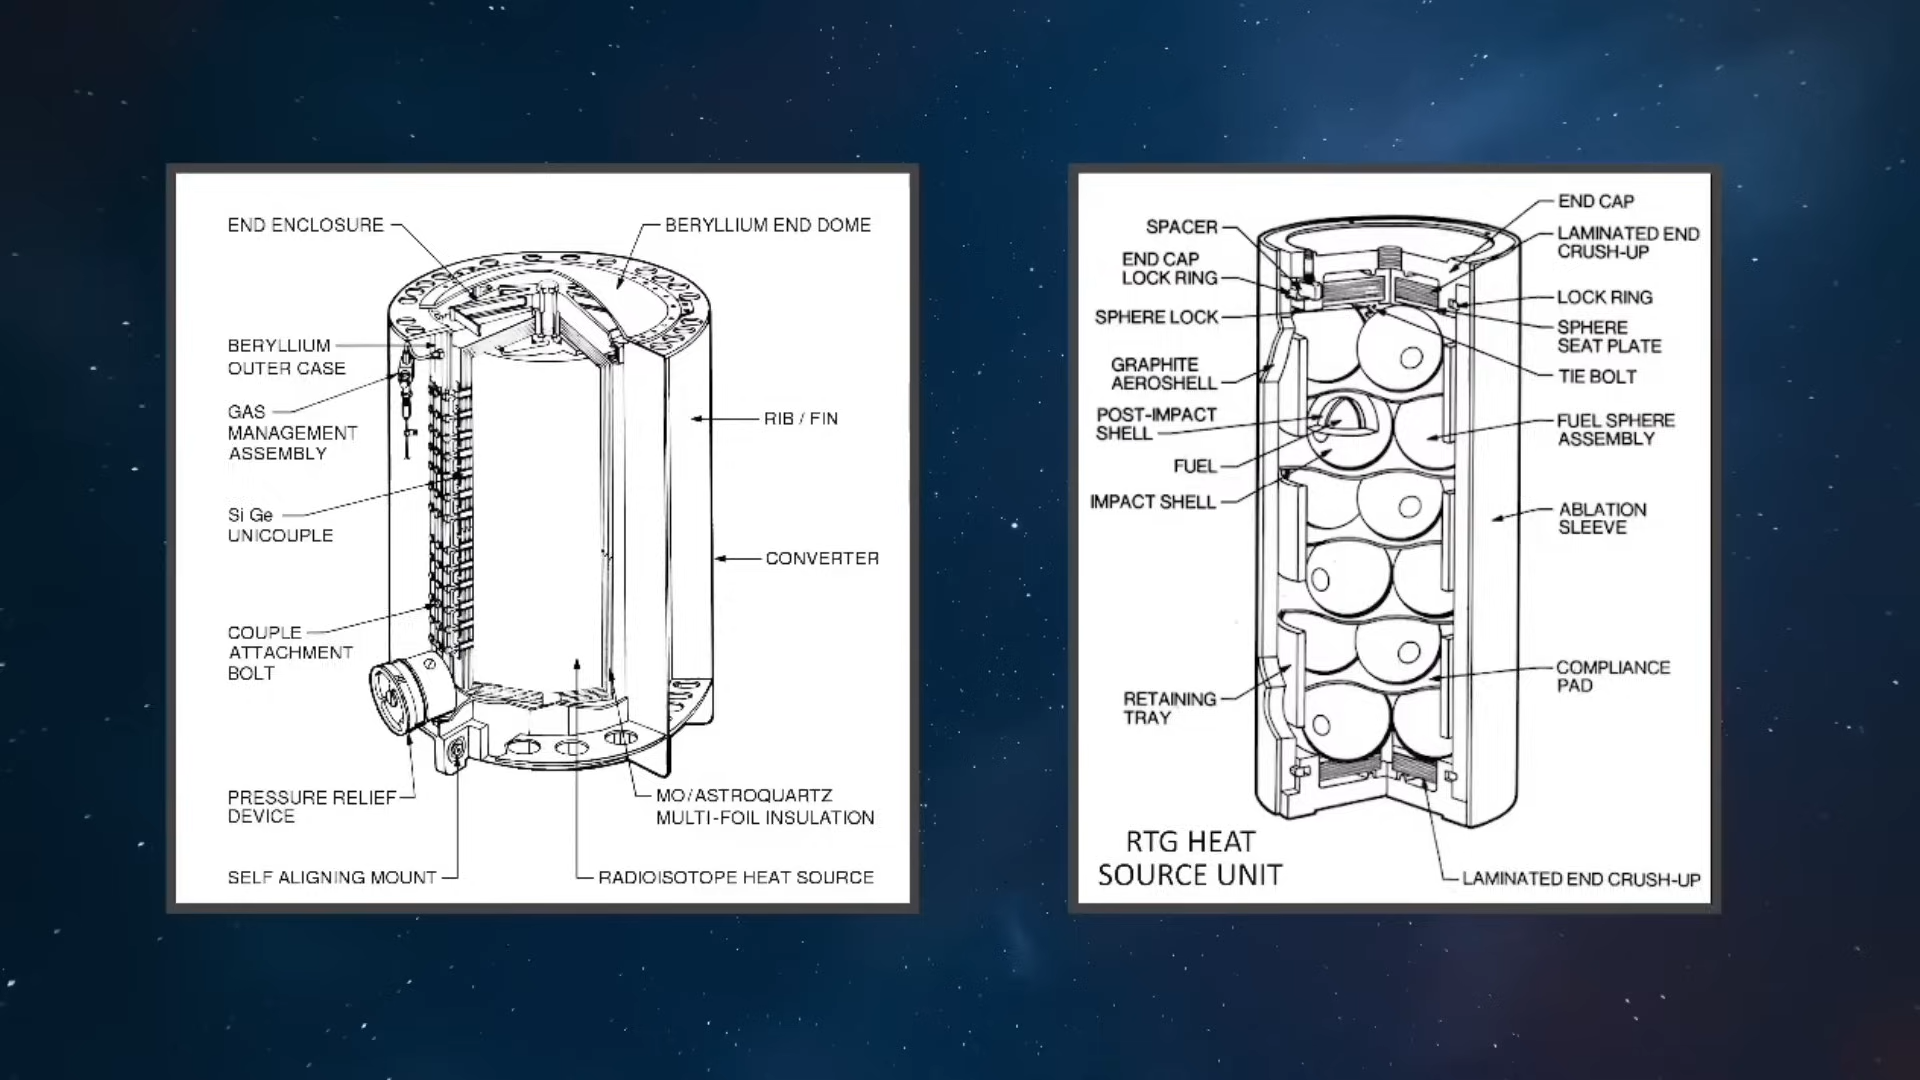 END ENCLOSURE
BERYLLIUM END DOME
BERYLLIUM
OUTER CASE
GAS
MANAGEMENT
ASSEMBLY
RIB / FIN
Si Ge
UNICOUPLE
CONVERTER
COUPLE
ATTACHMENT
BOLT
PRESSURE RELIEF
DEVICE
MO/ASTROQUARTZ
MULTI-FOIL INSULATION
SELF ALIGNING MOUNT
RADIOISOTOPE HEAT SOURCE
SPACER
END CAP
LOCK RING
SPHERE LOCK
GRAPHITE
AEROSHELL
POST-IMPACT
SHELL
FUEL
IMPACT SHELL
RETAINING
TRAY
END CAP
LAMINATED END
CRUSH-UP
LOCK RING
SPHERE
SEAT PLATE
TIE BOLT
FUEL SPHERE
ASSEMBLY
ABLATION
SLEEVE
COMPLIANCE
PAD
LAMINATED END CRUSH-UP
RTG HEAT
SOURCE UNIT